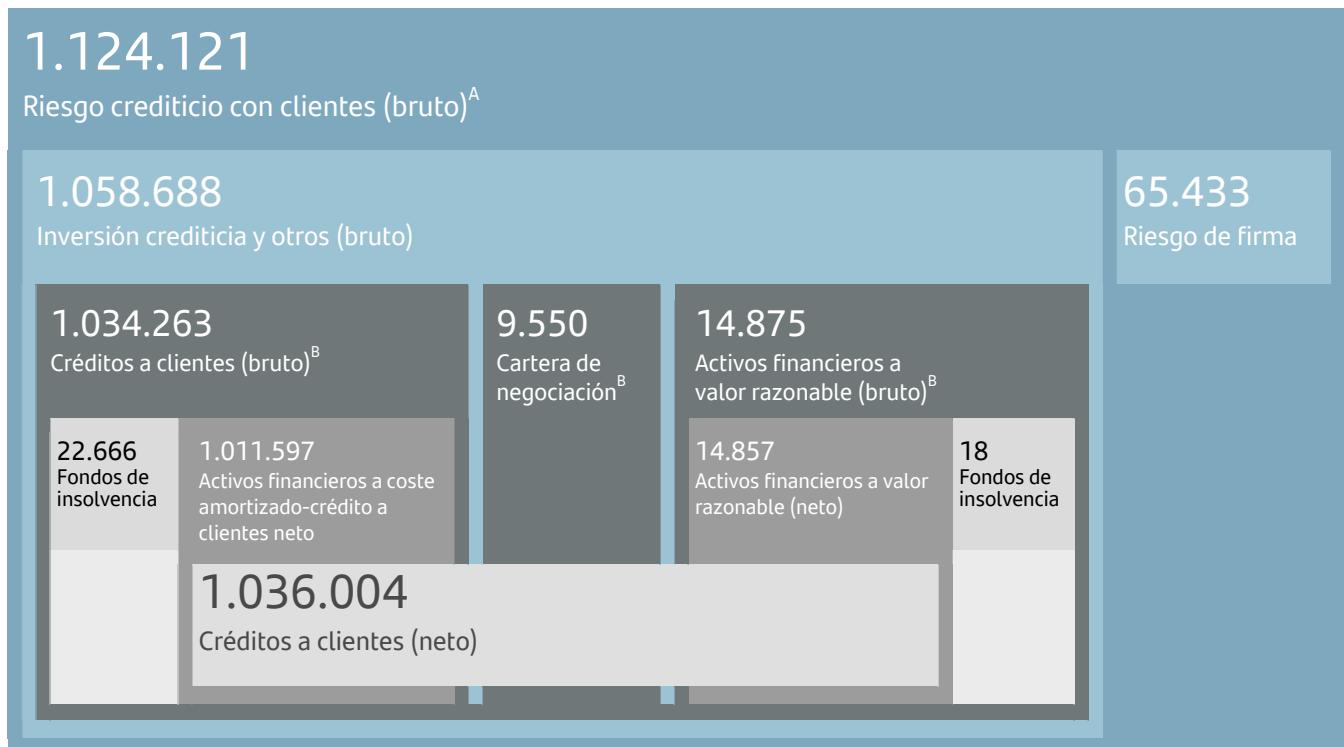 1.124.121
Riesgo crediticio con clientes (bruto)A
1.058.688
Inversión crediticia y otros (bruto)
65.433
Riesgo de firma
1.034.263
Créditos a clientes (bruto)B
9.550
Cartera de
negociaciónB
14.875
Activos financieros a
valor razonable (bruto)B
22.666
Fondos de
insolvencia
1.011.597
Activos financieros a coste
amortizado-crédito a
clientes neto
14.857
Activos financieros a valor
razonable (neto)
18
Fondos de
insolvencia
1.036.004
Créditos a clientes (neto)